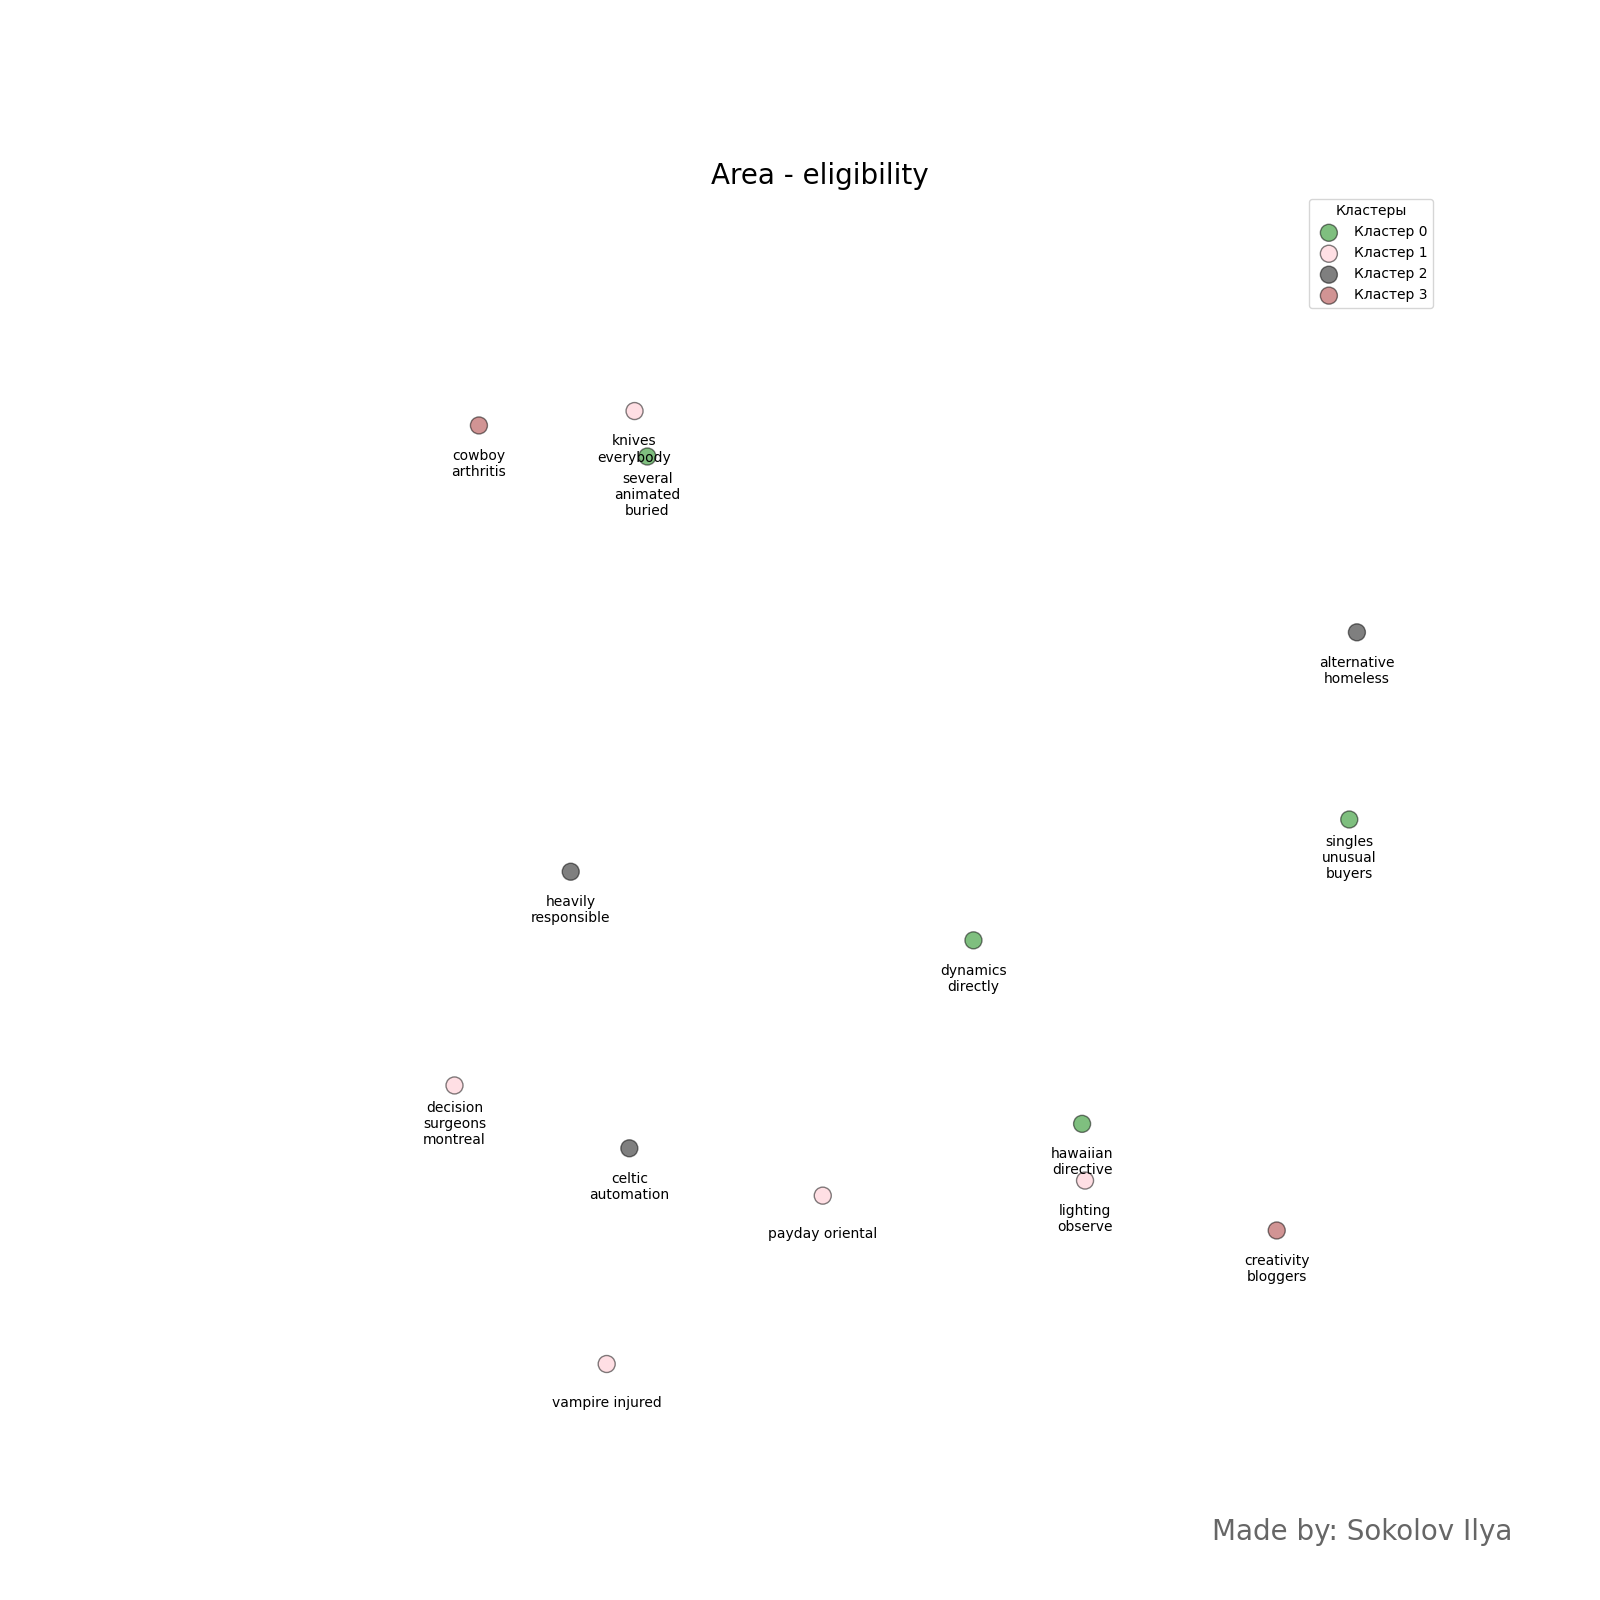 Area - eligibility
Кластеры
Кластер 0
Кластер 1
Кластер 2
Кластер 3
knives
everybody
cowboy
arthritis
several
animated
buried
alternative
homeless
singles
unusual
buyers
heavily
responsible
dynamics
directly
decision
surgeons
montreal
hawaiian
directive
celtic
automation
lighting
observe
payday oriental
creativity
bloggers
vampire injured
Made by: Sokolov Ilya